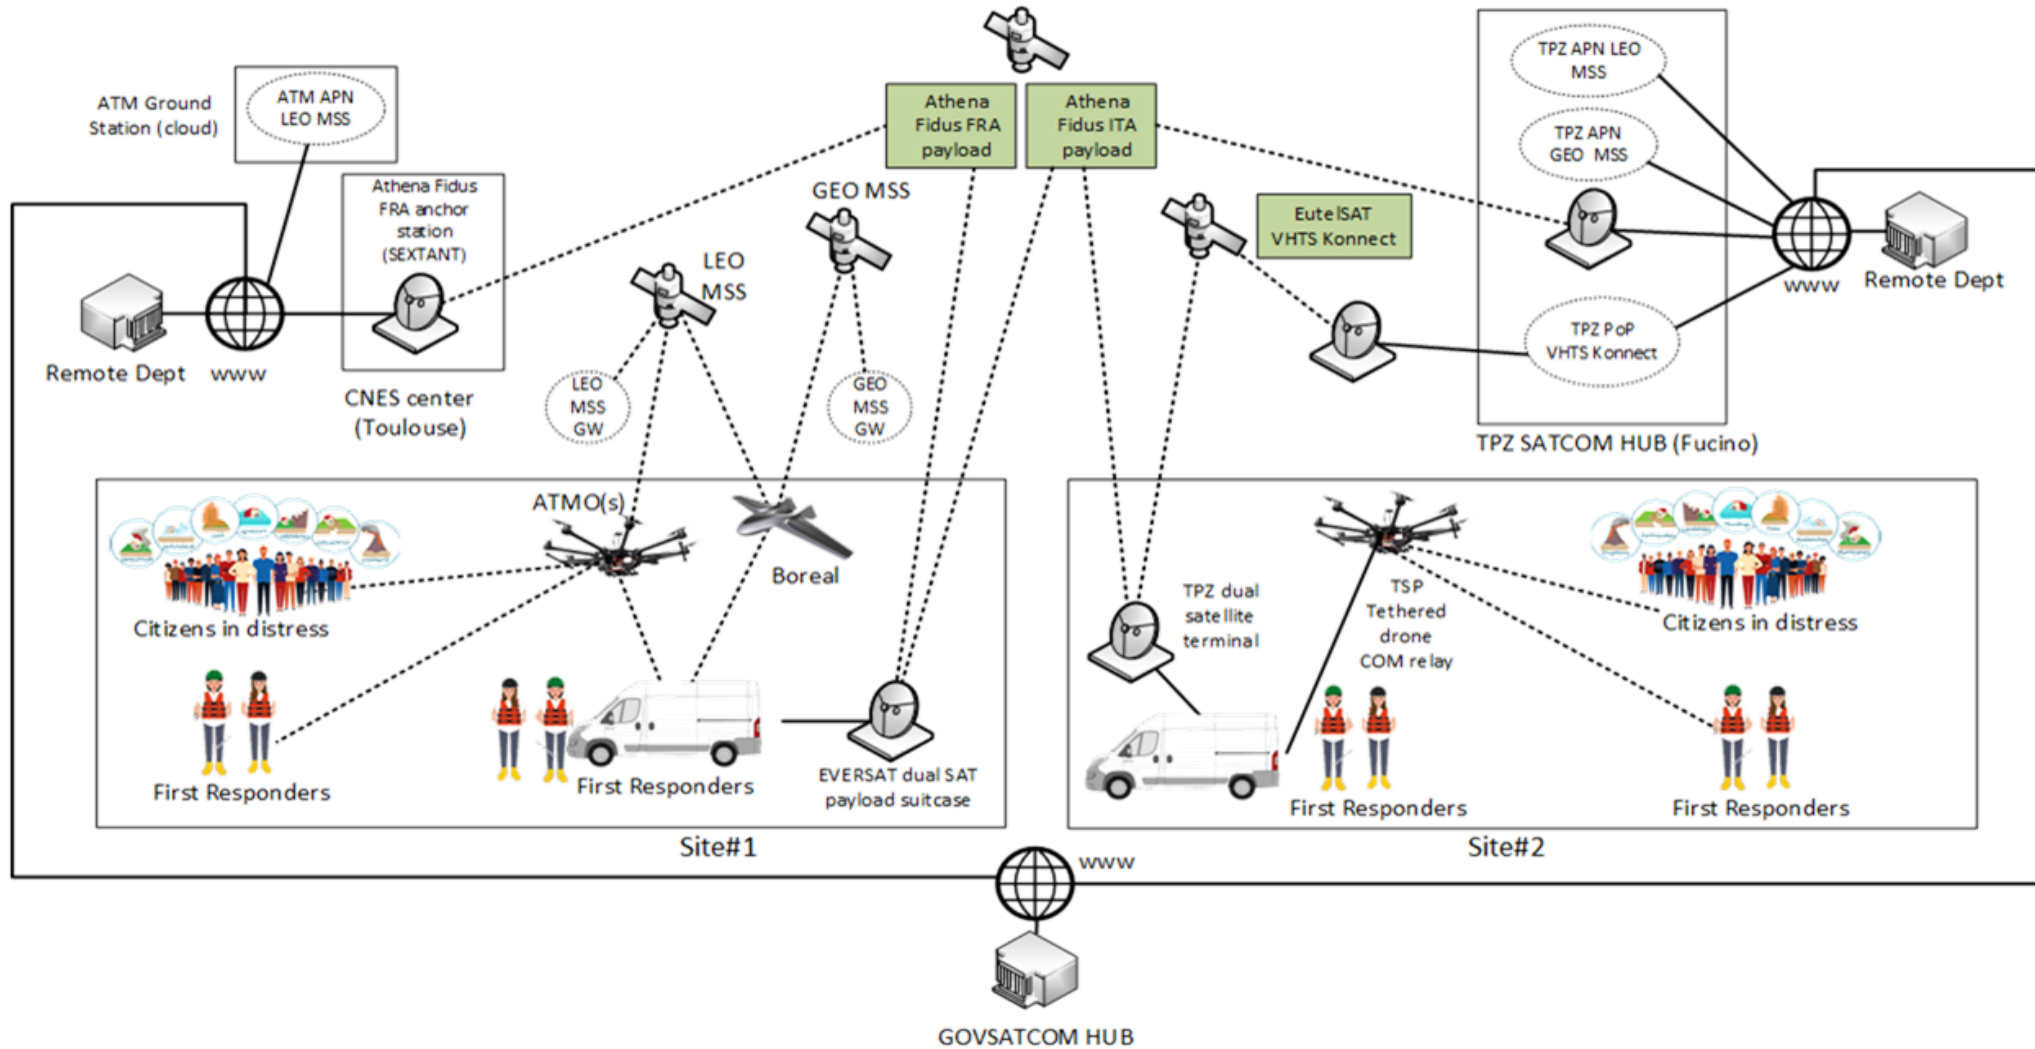 ATM Ground
Station (cloud)
ATM APN
LEO MSS
Athena Fidus
FRA anchor
station
(SEXTANT)
Remote Dept
www
CNES center
(Toulouse)
Athena
Fidus FRA
payload
Athena
Fidus ITA
payload
GEO MSS
LEO
MSS
LEO
MSS
GW
GEO
MSS
GW
EutelSAT
VHTS Konnect
TPZ APN LEO
MSS
TPZ APN
GEO MSS
TPZ PoP
VHTS Konnect
www
Remote Dept
TPZ SATCOM HUB (Fucino)
ATMO(s)
Boreal
Citizens in distress
First Responders
First Responders
EVERSAT dual SAT
payload suitcase
Site#1
TPZ dual
satellite
terminal
TSP
Tethered
drone
COM relay
Citizens in distress
First Responders
First Responders
Site#2
www
GOVSATCOM HUB